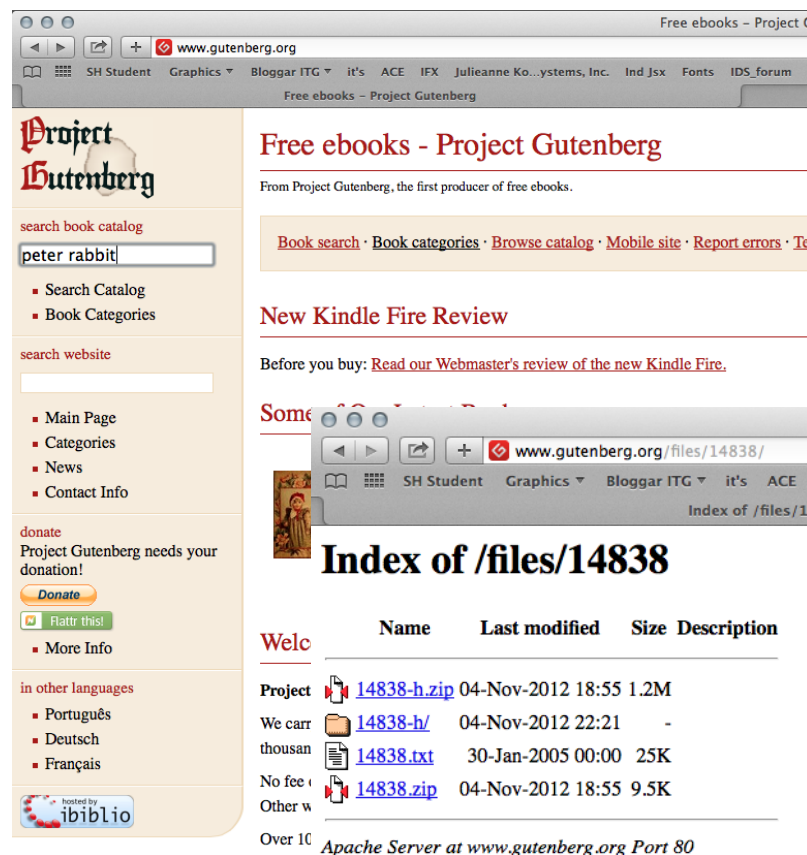 Free ebooks – Project G
www.gutenberg.org
SH Student Graphics ▾ Bloggar ITG ▾ it's ACE IFX Julieanne Ko...ystems, Inc. Ind Jsx Fonts IDS_forum
Free ebooks – Project Gutenberg
Project
Gutenberg
search book catalog
peter rabbit
Search Catalog
Book Categories
search website
Main Page
Categories
News
Contact Info
donate
Project Gutenberg needs your
donation!
Donate
Flattr this!
More Info
in other languages
Português
Deutsch
Français
hosted by
ibiblio
Free ebooks - Project Gutenberg
From Project Gutenberg, the first producer of free ebooks.
Book search · Book categories · Browse catalog · Mobile site · Report errors · Te
New Kindle Fire Review
Before you buy: Read our Webmaster's review of the new Kindle Fire.
Some
Welc
Project
We carr
thousan
No fee
Other w
Over 10
www.gutenberg.org/files/14838/
SH Student Graphics ▾ Bloggar ITG ▾ it's ACE
Index of /files/1
Index of /files/14838
Name Last modified Size Description
14838-h.zip 04-Nov-2012 18:55 1.2M
14838-h/ 04-Nov-2012 22:21 -
14838.txt 30-Jan-2005 00:00 25K
14838.zip 04-Nov-2012 18:55 9.5K
Apache Server at www.gutenberg.org Port 80